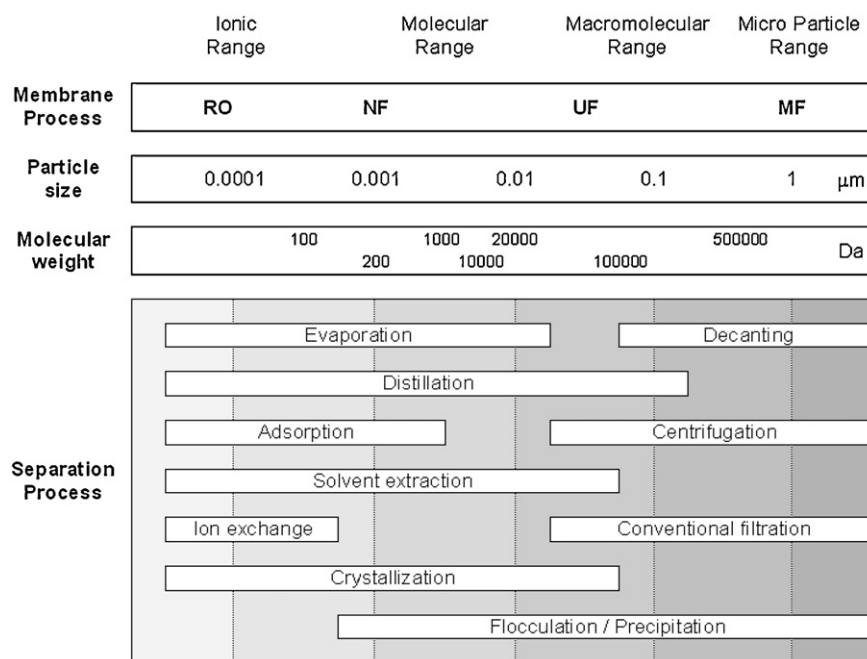 Ionic Range
Molecular Range
Macromolecular Range
Micro Particle Range
Membrane Process
RO NF UF MF
Particle size
0.0001 0.001 0.01 0.1 1 μm
Molecular weight
100 1000 20000 500000 Da
200 10000 100000
Separation Process
Evaporation Decanting
Distillation
Adsorption Centrifugation
Solvent extraction
Ion exchange Conventional filtration
Crystallization
Flocculation / Precipitation